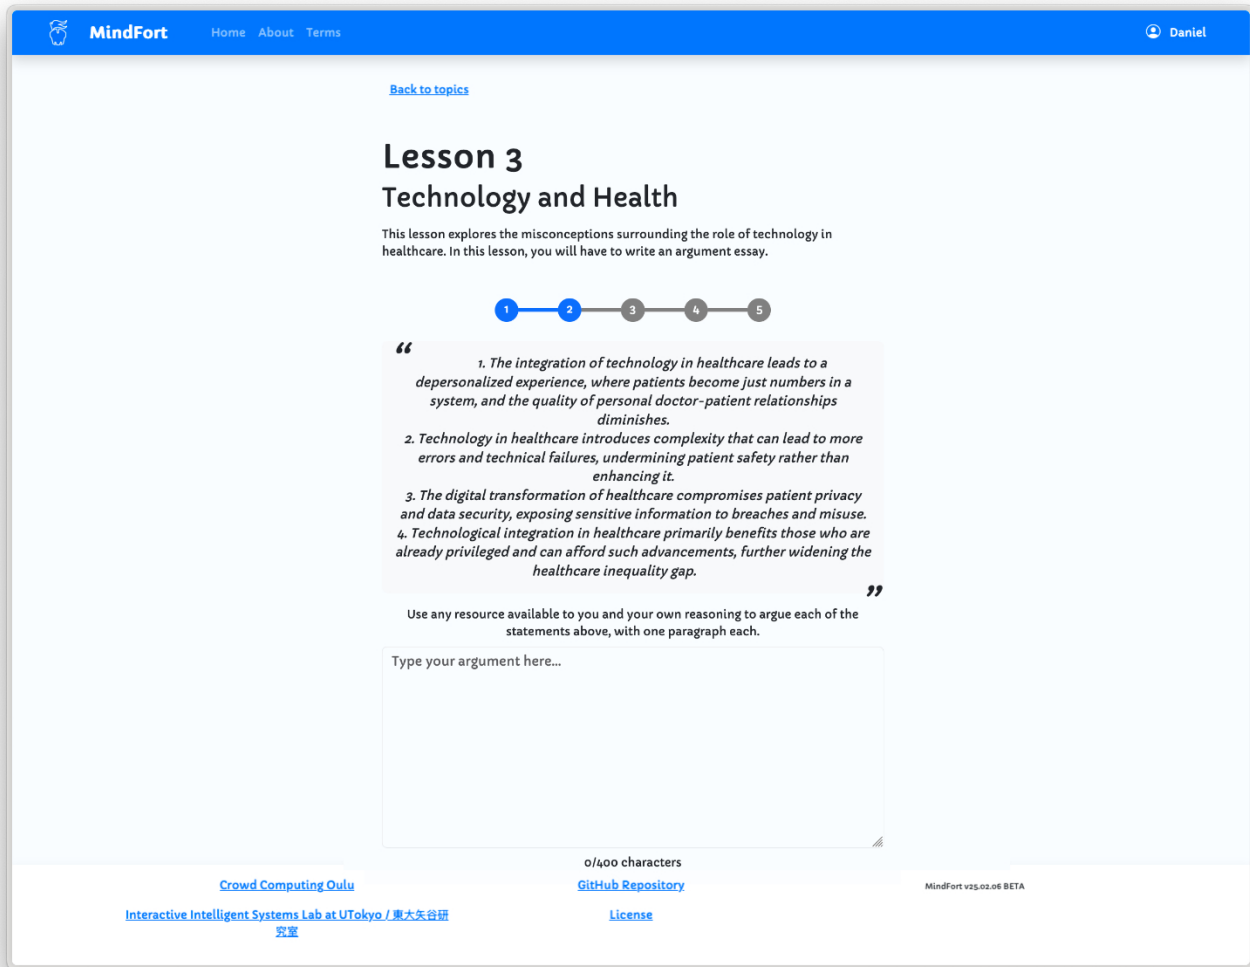 MindFort Home About Terms Daniel
Back to topics
Lesson 3
Technology and Health
This lesson explores the misconceptions surrounding the role of technology in
healthcare. In this lesson, you will have to write an argument essay.
1 2 3 4 5
“
1. The integration of technology in healthcare leads to a
depersonalized experience, where patients become just numbers in a
system, and the quality of personal doctor-patient relationships
diminishes.
2. Technology in healthcare introduces complexity that can lead to more
errors and technical failures, undermining patient safety rather than
enhancing it.
3. The digital transformation of healthcare compromises patient privacy
and data security, exposing sensitive information to breaches and misuse.
4. Technological integration in healthcare primarily benefits those who are
already privileged and can afford such advancements, further widening the
healthcare inequality gap.
”
Use any resource available to you and your own reasoning to argue each of the
statements above, with one paragraph each.
Type your argument here...
0/400 characters
Crowd Computing Oulu GitHub Repository MindFort v25.02.06 BETA
Interactive Intelligent Systems Lab at UTokyo / 東大矢谷研 License
究室